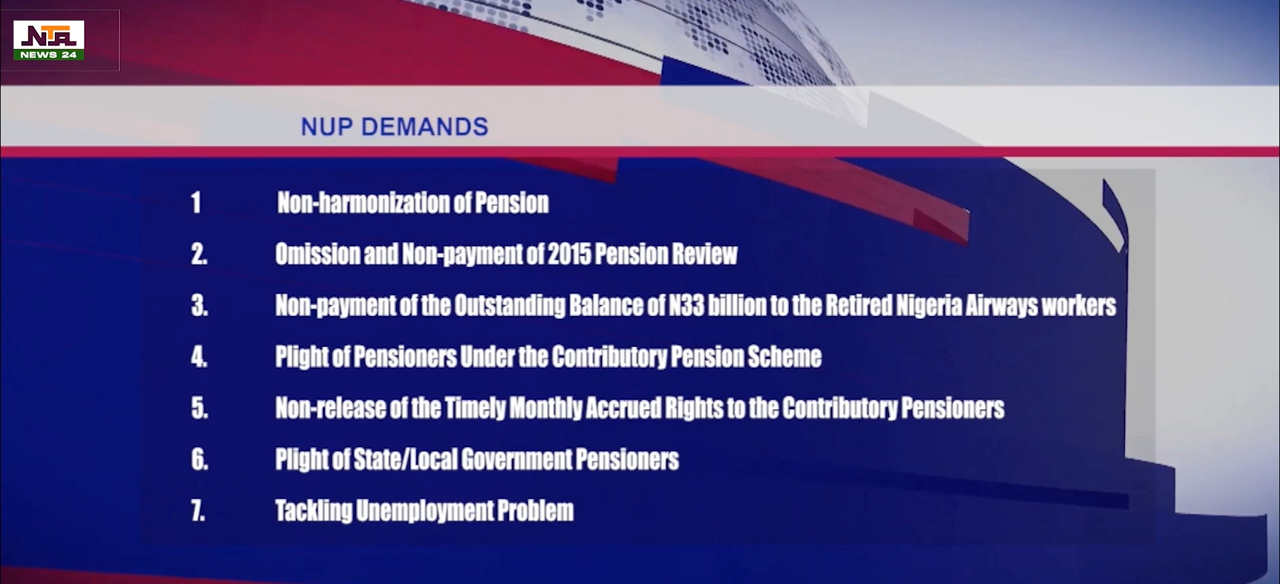 NTA
NEWS 24
NUP DEMANDS
1 Non-harmonization of Pension
2. Omission and Non-payment of 2015 Pension Review
3. Non-payment of the Outstanding Balance of N33 billion to the Retired Nigeria Airways workers
4. Plight of Pensioners Under the Contributory Pension Scheme
5. Non-release of the Timely Monthly Accrued Rights to the Contributory Pensioners
6. Plight of State/Local Government Pensioners
7. Tackling Unemployment Problem